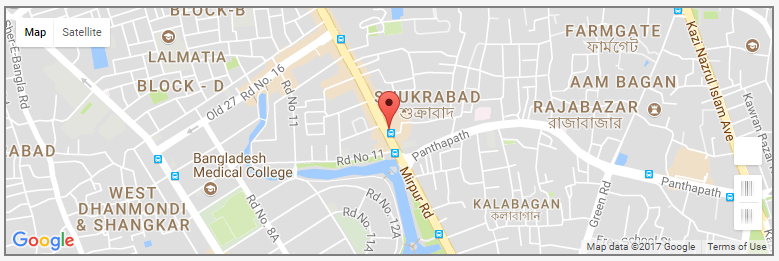 BLOCK-B
Map
Satellite
FARMGATE
ফার্মগেট
LALMATIA
BLOCK - D
Old 27
Rd No. 16
Rd No. 11
Sher-E-Bangla Rd
SHUKRABAD
শুক্রাবাদ
AAM BAGAN
RAJABAZAR
রাজাবাজার
Kazi Nazrul Islam Ave
Kawran Bazar
ARABAD
Bangladesh
Medical College
Rd No 11
Panthapath
Mirpur Rd
WEST
DHANMONDI
& SHANGKAR
Rd No. 8A
Rd No. 11A
Rd No. 12A
KALABAGAN
কলাবাগান
Green Rd
Panthapath
Google
Map data ©2017 Google
Terms of Use